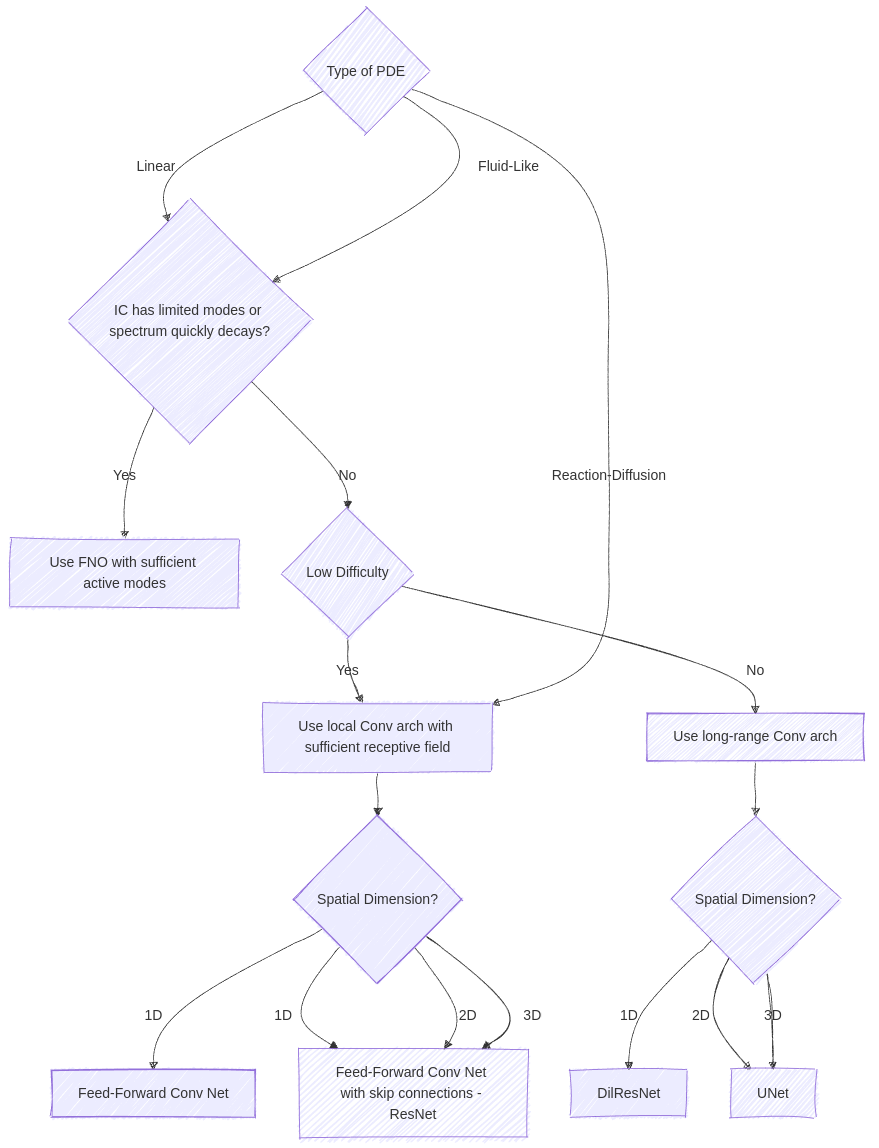 Type of PDE
Linear
Fluid-Like
IC has limited modes or
spectrum quickly decays?
Yes
No
Reaction-Diffusion
Use FNO with sufficient
active modes
Low Difficulty
Yes
No
Use local Conv arch with
sufficient receptive field
Use long-range Conv arch
Spatial Dimension?
Spatial Dimension?
1D
1D
2D
3D
1D
2D
3D
Feed-Forward Conv Net
Feed-Forward Conv Net
with skip connections -
ResNet
DilResNet
UNet